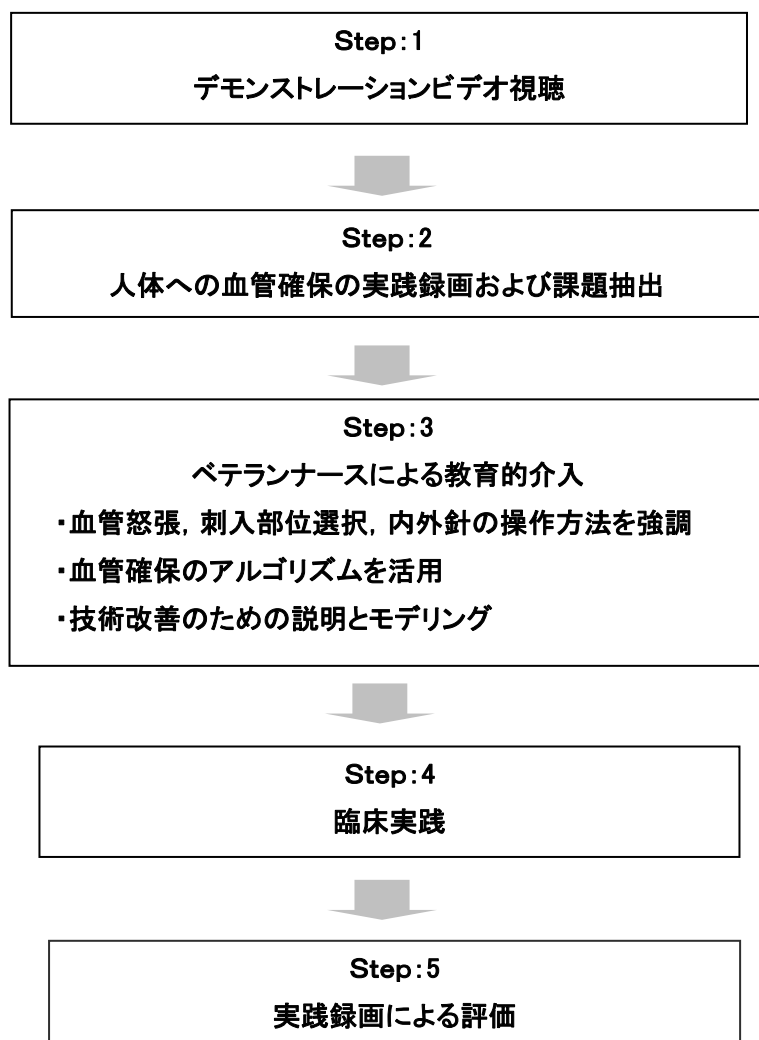 Step:1
デモンストレーションビデオ視聴
Step:2
人体への血管確保の実践録画および課題抽出
Step:3
ベテランナースによる教育的介入
・血管怒張,刺入部位選択,内外針の操作方法を強調
・血管確保のアルゴリズムを活用
・技術改善のための説明とモデリング
Step:4
臨床実践
Step:5
実践録画による評価